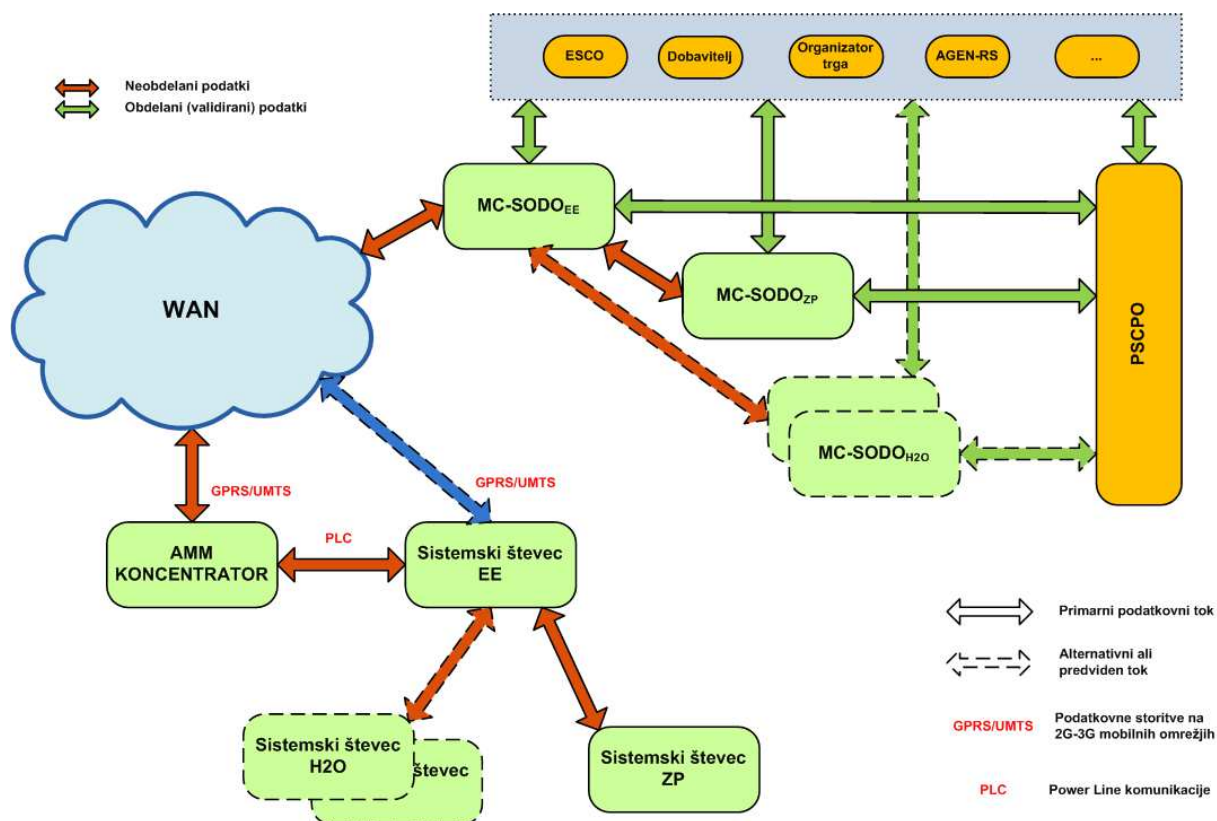 ESCO
Dobavitelj
Organizator
trga
AGEN-RS
...
Neobdelani podatki
Obdelani (validirani) podatki
MC-SODOEE
WAN
MC-SODOZP
PSCPO
MC-SODOH2O
GPRS/UMTS
GPRS/UMTS
PLC
AMM
KONCENTRATOR
Sistemski števec
EE
Primarni podatkovni tok
Alternativni ali
predviden tok
GPRS/UMTS
Podatkovne storitve na
2G-3G mobilnih omrežjih
PLC
Power Line komunikacije
Sistemski števec
H2O
števec
Sistemski števec
ZP